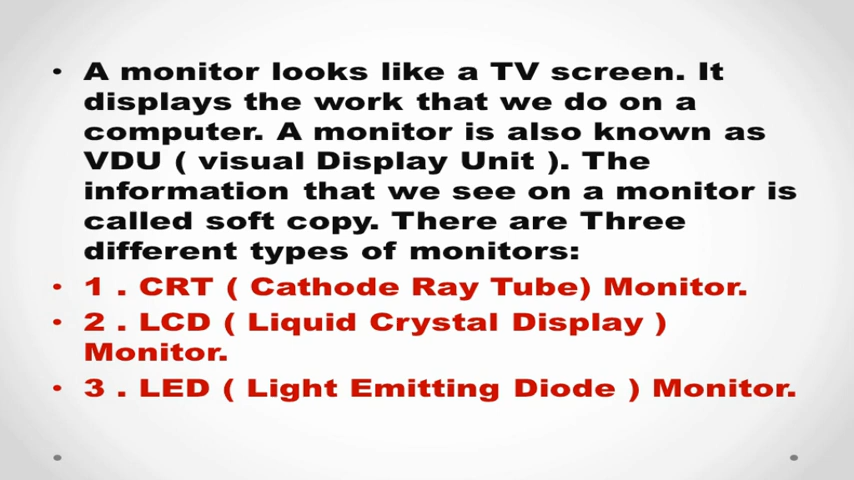 • A monitor looks like a TV screen. It
displays the work that we do on a
computer. A monitor is also known as
VDU ( visual Display Unit ). The
information that we see on a monitor is
called soft copy. There are Three
different types of monitors:
• 1 . CRT ( Cathode Ray Tube) Monitor.
• 2 . LCD ( Liquid Crystal Display )
Monitor.
• 3 . LED ( Light Emitting Diode ) Monitor.